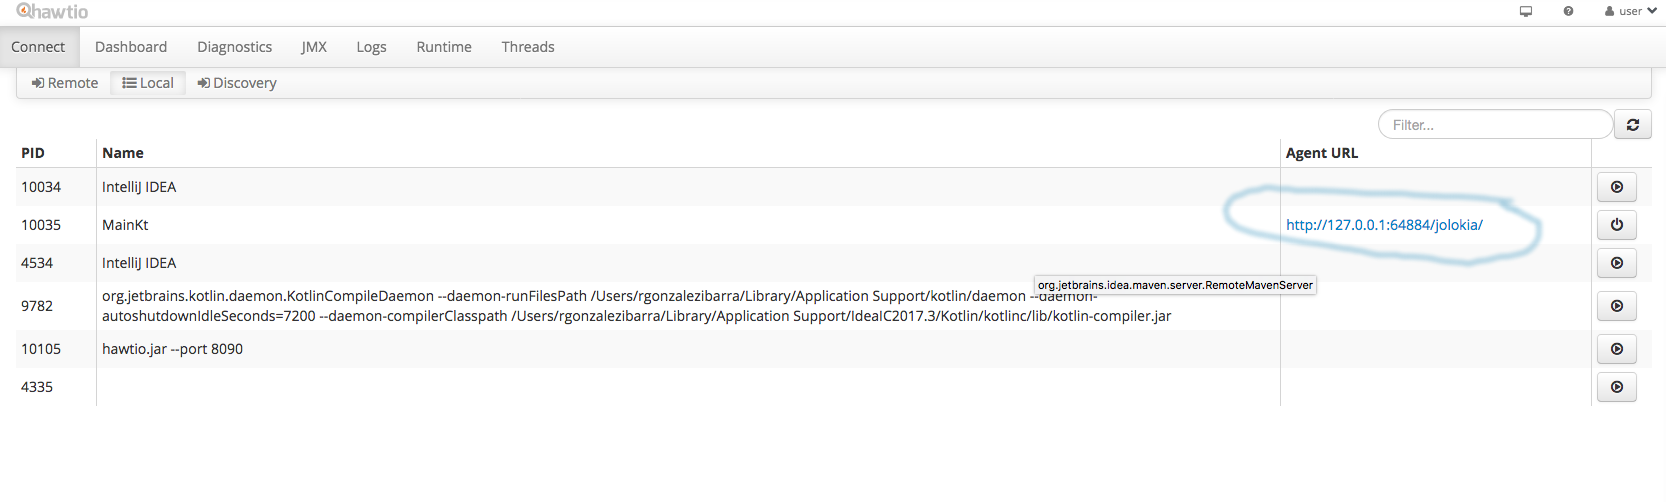 hawtio
user
Connect Dashboard Diagnostics JMX Logs Runtime Threads
Remote Local Discovery
Filter...
PID Name Agent URL
10034 IntelliJ IDEA
10035 MainKt http://127.0.0.1:64884/jolokia/
4534 IntelliJ IDEA
org.jetbrains.idea.maven.server.RemoteMavenServer
9782 org.jetbrains.kotlin.daemon.KotlinCompileDaemon --daemon-runFilesPath /Users/rgonzalezibarra/Library/Application Support/kotlin/daemon --daemon-
autoshutdownIdleSeconds=7200 --daemon-compilerClasspath /Users/rgonzalezibarra/Library/Application Support/IdeaIC2017.3/Kotlin/kotlinc/lib/kotlin-compiler.jar
10105 hawtio.jar --port 8090
4335